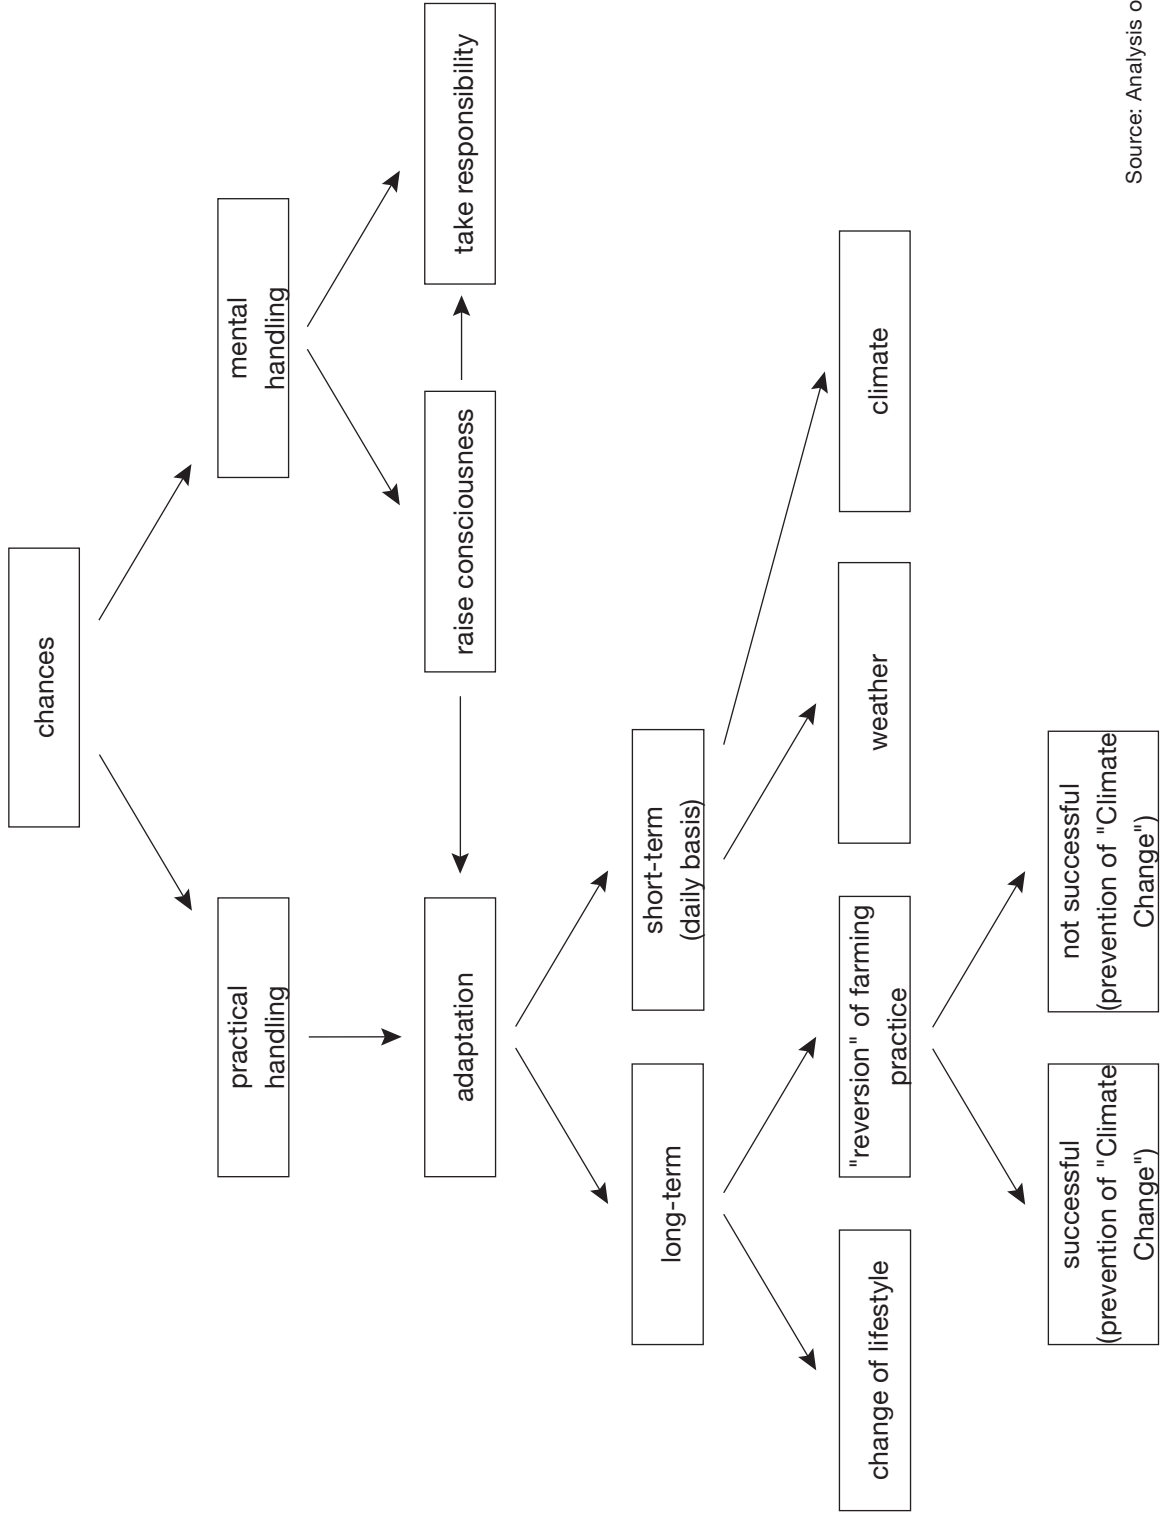 chances
practical
handling
mental
handling
adaptation
raise consciousness
take responsibility
long-term
short-term
(daily basis)
change of lifestyle
"reversion" of farming
practice
weather
climate
successful
(prevention of "Climate
Change")
not successful
(prevention of "Climate
Change")
Source: Analysis o